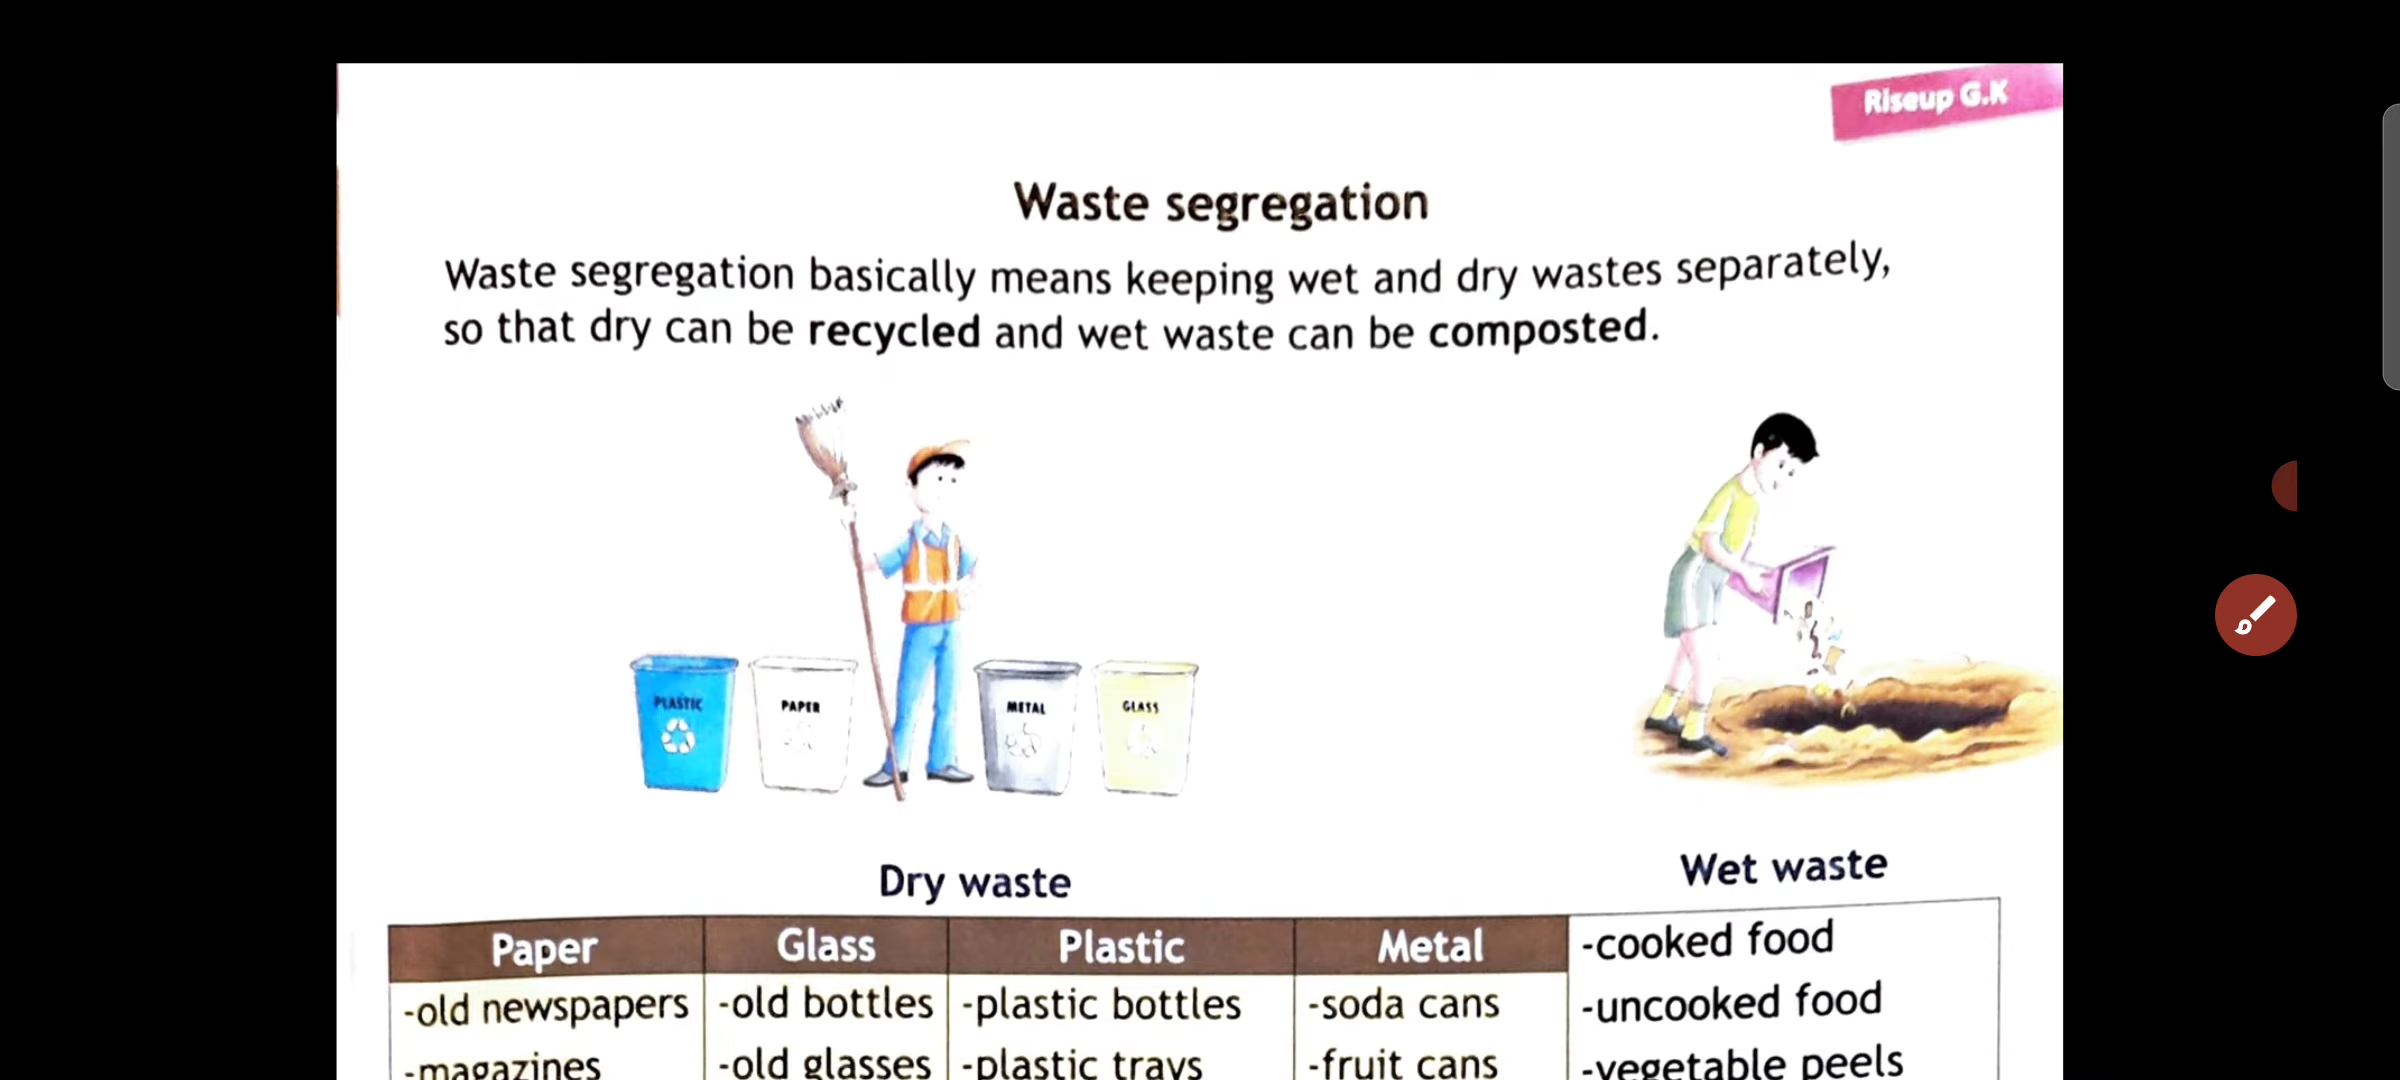 Riseup G.K
Waste segregation
Waste segregation basically means keeping wet and dry wastes separately,
so that dry can be recycled and wet waste can be composted.
PLASTIC
PAPER
METAL
GLASS
Dry waste
Wet waste
Paper
Glass
Plastic
Metal
-cooked food
-old newspapers
-old bottles
-plastic bottles
-soda cans
-uncooked food
-magazines
-old glasses
-plastic trays
-fruit cans
-vegetable peels